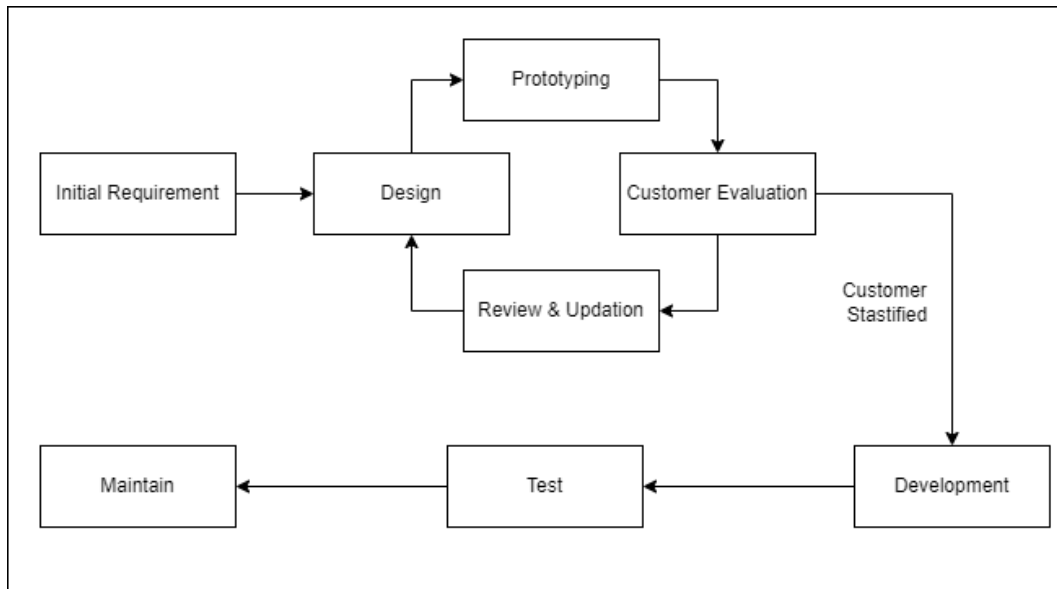 Prototyping
Initial Requirement
Design
Customer Evaluation
Review & Updation
Customer
Stastified
Maintain
Test
Development